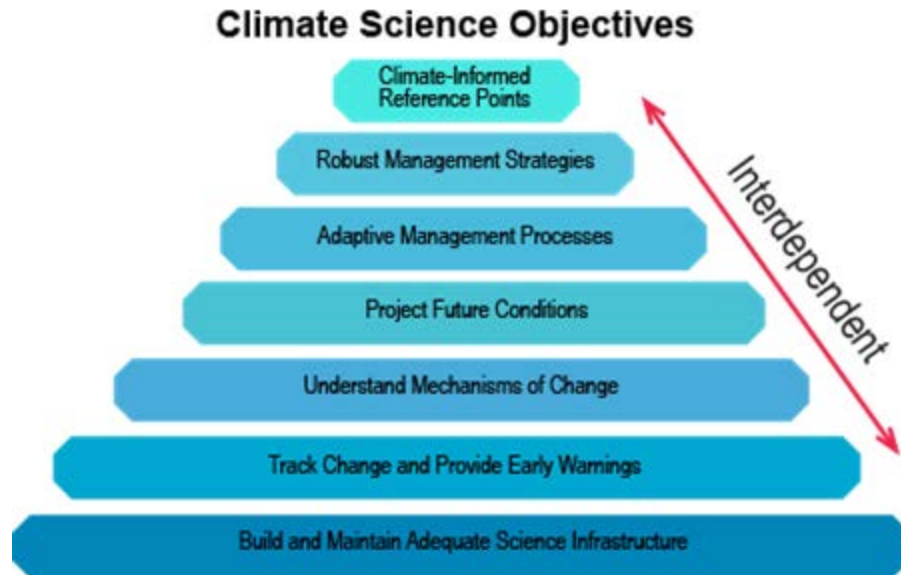 Climate Science Objectives
Climate-Informed
Reference Points
Robust Management Strategies
Adaptive Management Processes
Project Future Conditions
Understand Mechanisms of Change
Track Change and Provide Early Warnings
Build and Maintain Adequate Science Infrastructure
Interdependent